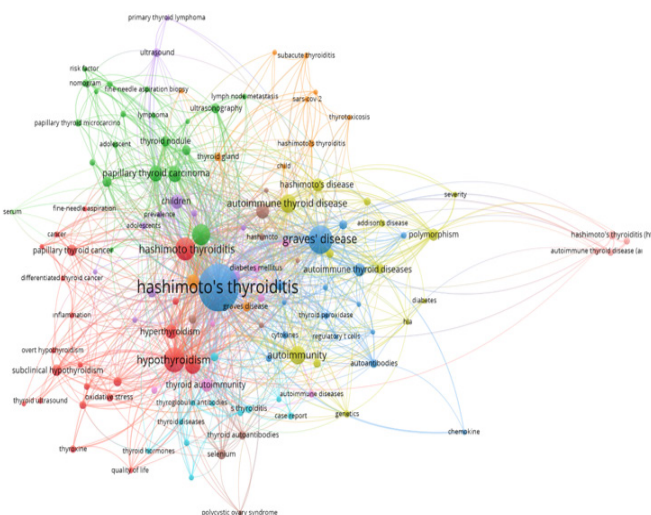 primary thyroid lymphoma
ultrasound
subacute thyroiditis
risk factor
nomogram
fine needle aspiration biopsy
lymph node metastasis
sars-cov-2
ultrasonography
lymphoma
thyrotoxicosis
papillary thyroid microcarcino
adolescent
thyroid nodule
hashimoto's thyroiditis
thyroid gland
child
papillary thyroid carcinoma
hashimoto's disease
severity
children
autoimmune thyroid disease
serum
fine-needle aspiration
prevalence
adolescents
addison's disease
cancer
hashimoto
graves' disease
polymorphism
hashimoto's thyroiditis (h
papillary thyroid cancer
hashimoto thyroiditis
autoimmune thyroid disease (a
diabetes mellitus
autoimmune thyroid diseases
differentiated thyroid cancer
hashimoto's thyroiditis
diabetes
graves disease
inflammation
thyroid peroxidase
hla
hyperthyroidism
cytokines
regulatory t cells
overt hypothyroidism
hypothyroidism
autoimmunity
autoantibodies
subclinical hypothyroidism
thyroid autoimmunity
oxidative stress
autoimmune diseases
thyroid ultrasound
thyroglobulin antibodies
s thyroiditis
case report
genetics
thyroid diseases
thyroid autoantibodies
chemokine
thyroxine
thyroid hormones
selenium
quality of life
polycystic ovary syndrome